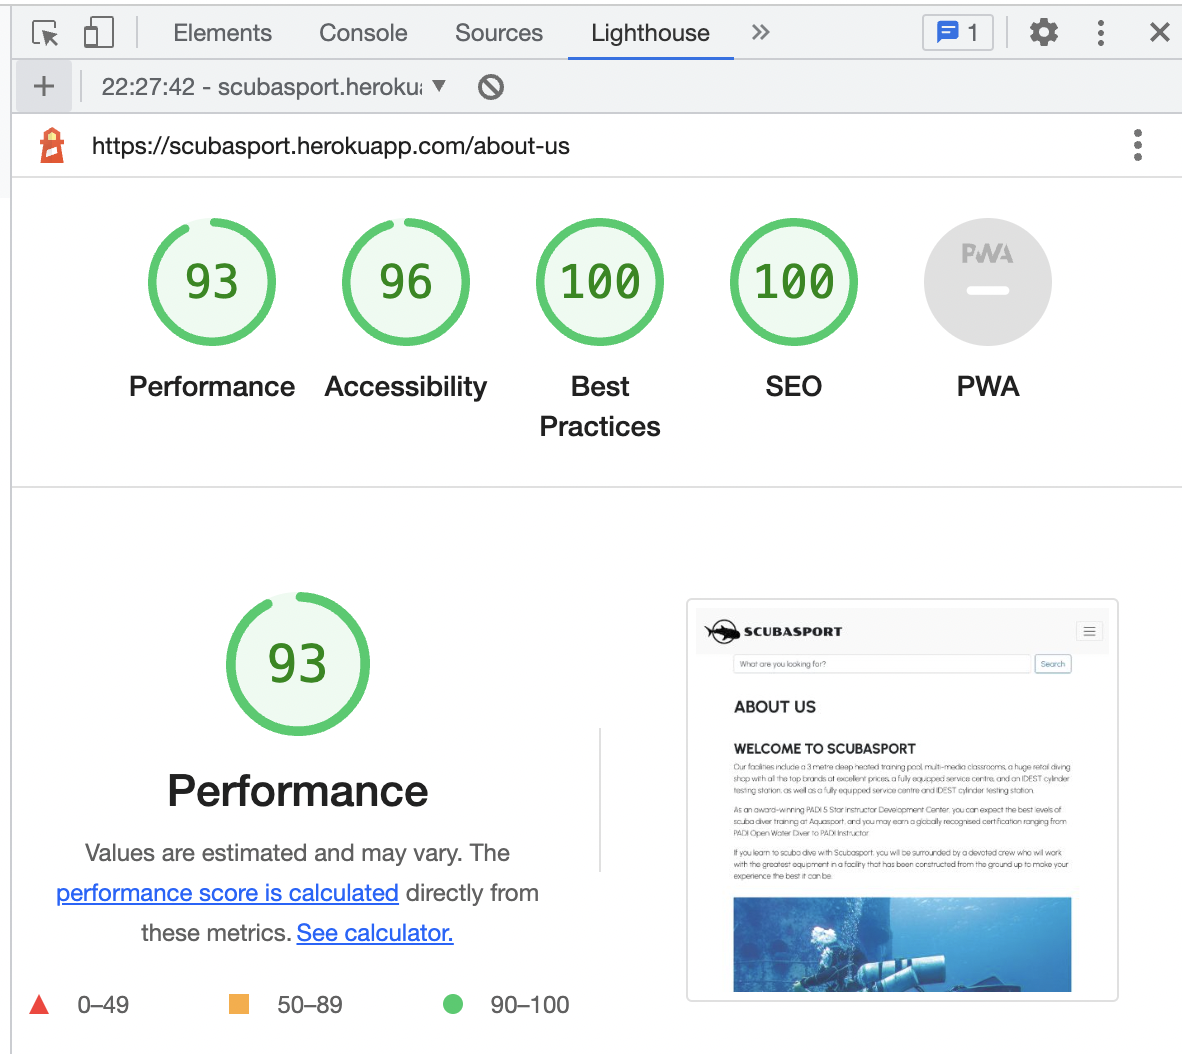 Elements Console Sources Lighthouse 1
22:27:42 - scubasport.heroku
https://scubasport.herokuapp.com/about-us
93 96 100 100 PWA
Performance Accessibility Best Practices SEO PWA
93
Performance
Values are estimated and may vary. The
performance score is calculated directly from
these metrics. See calculator.
0–49 50–89 90–100
SCUBASPORT
What are you looking for? Search
ABOUT US
WELCOME TO SCUBASPORT
Our facilities include a 3 metre deep heated training pool, multi-media classrooms, a huge retail diving
shop with all the top brands at excellent prices, a fully equipped service centre, and an IDEST cylinder
testing station, as well as a fully equipped service centre and IDEST cylinder testing station.
As an award-winning PADI 5 Star Instructor Development Center, you can expect the best levels of
scuba diver training at Aquasport, and you may earn a globally recognised certification ranging from
PADI Open Water Diver to PADI Instructor.
If you learn to scuba dive with Scubasport, you will be surrounded by a devoted crew who will work
with the greatest equipment in a facility that has been constructed from the ground up to make your
experience the best it can be.